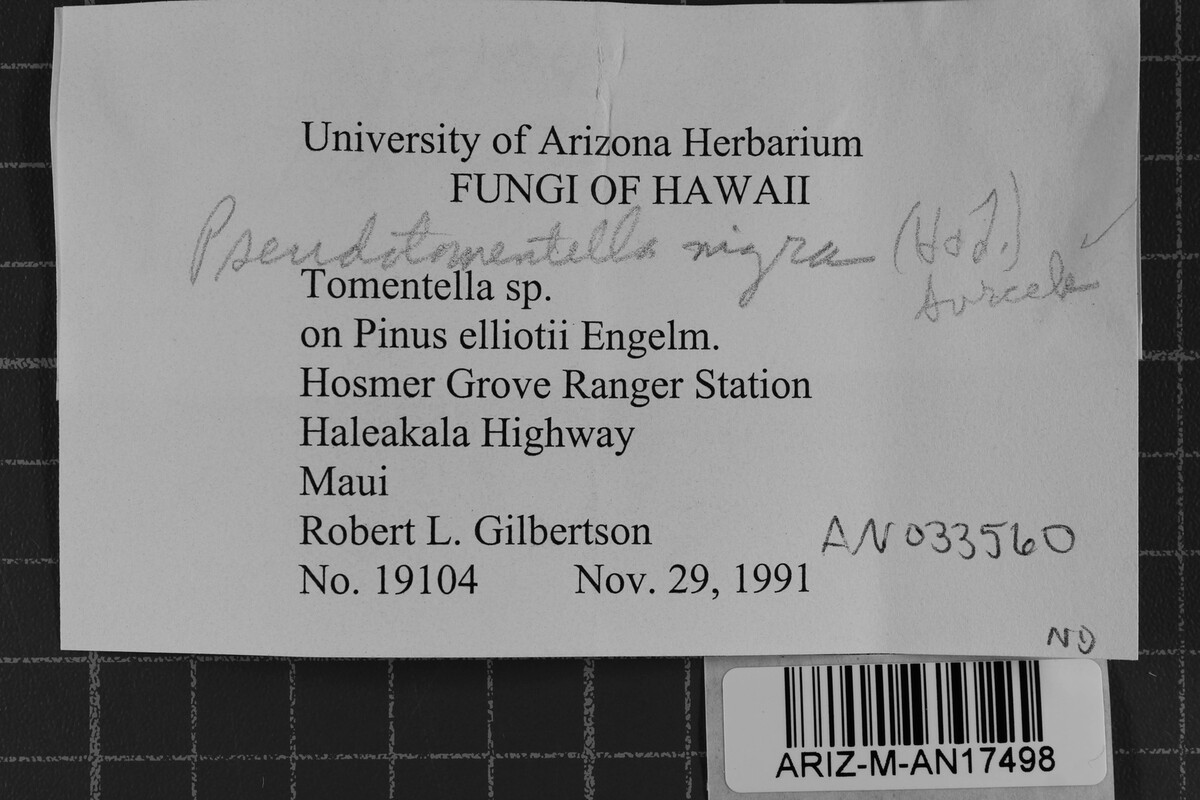 University of Arizona Herbarium
FUNGI OF HAWAII
Pseudotomentella nigra (Höhn.)
Svrcek
Tomentella sp.
on Pinus elliotii Engelm.
Hosmer Grove Ranger Station
Haleakala Highway
Maui
Robert L. Gilbertson
AN033560
No. 19104 Nov. 29, 1991
ND
ARIZ-M-AN17498